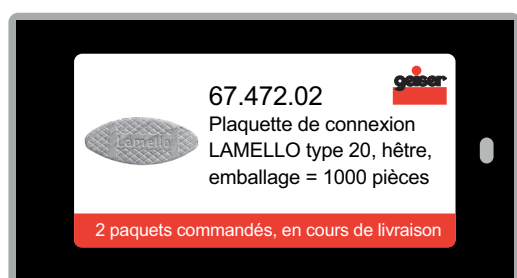 geiser
67.472.02
Plaquette de connexion
LAMELLO type 20, hêtre,
emballage = 1000 pièces
Lamello
2 paquets commandés, en cours de livraison